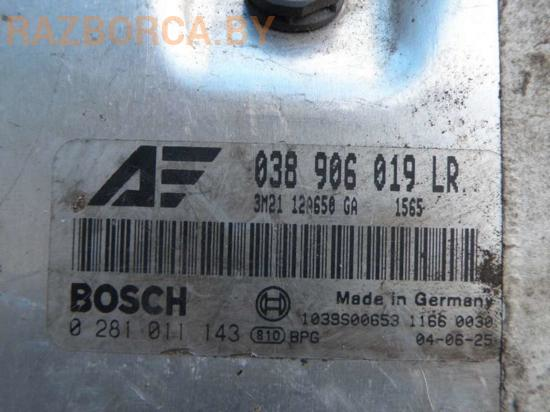 RAZBORCA.BY
038 906 019 LR
3M21 12A650 GA 1565
BOSCH
Made in Germany
1039S00653 1166 0030
0 281 011 143 810 BPG 04-06-25